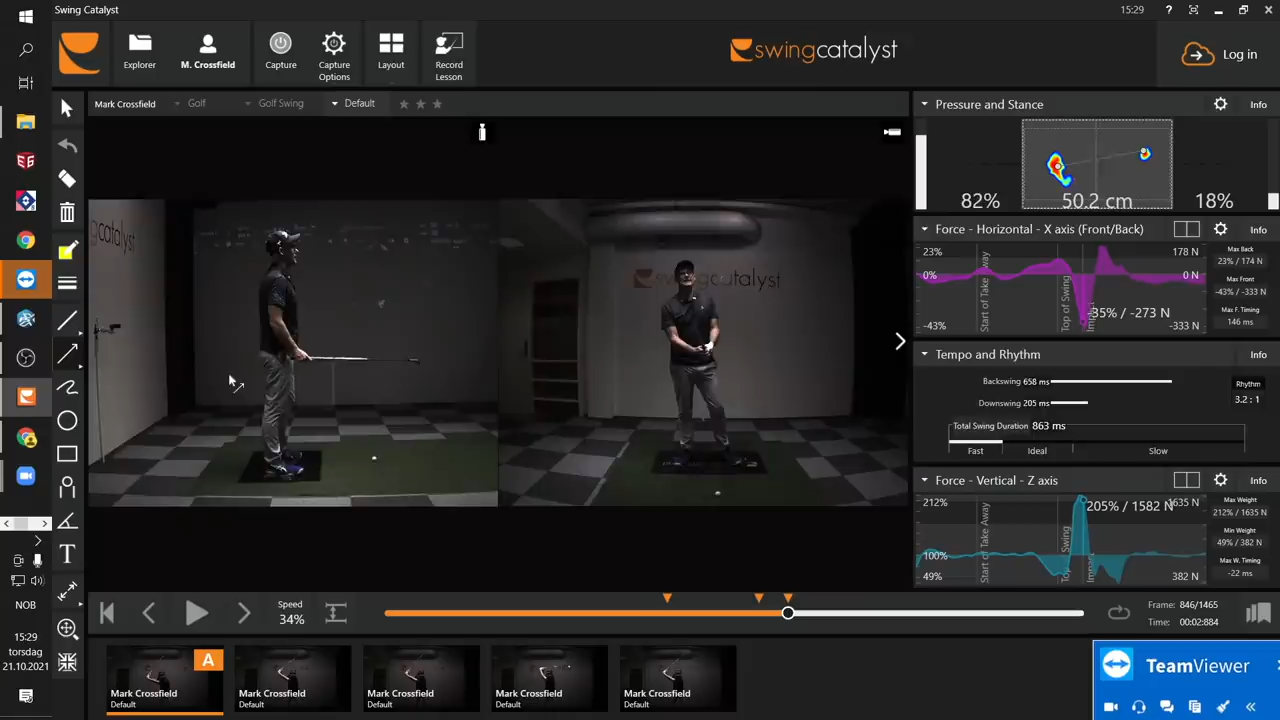 Swing Catalyst
15:29
?
Explorer
M. Crossfield
Capture
Capture Options
Layout
Record Lesson
swingcatalyst
Log in
Mark Crossfield
Golf
Golf Swing
Default
Pressure and Stance
Info
82%
50.2 cm
18%
Force - Horizontal - X axis (Front/Back)
Info
23%
0%
-43%
Start of Take Away
Top of Swing
178 N
0 N
-333 N
35% / -273 N
Max Back
23% / 174 N
Max Front
-43% / -333 N
Max F. Timing
146 ms
Tempo and Rhythm
Info
Backswing 658 ms
Downswing 205 ms
Rhythm
3.2 : 1
Total Swing Duration 863 ms
Fast
Ideal
Slow
Force - Vertical - Z axis
Info
212%
100%
49%
Start of Take Away
205% / 1582 N
1635 N
382 N
Max Weight
212% / 1635 N
Min Weight
49% / 382 N
Max W. Timing
-22 ms
catalyst
swingcatalyst
T
Speed
34%
Frame: 846/1465
Time: 00:02:884
A
Mark Crossfield
Default
Mark Crossfield
Default
Mark Crossfield
Default
Mark Crossfield
Default
Mark Crossfield
Default
NOB
15:29
torsdag
21.10.2021
TeamViewer